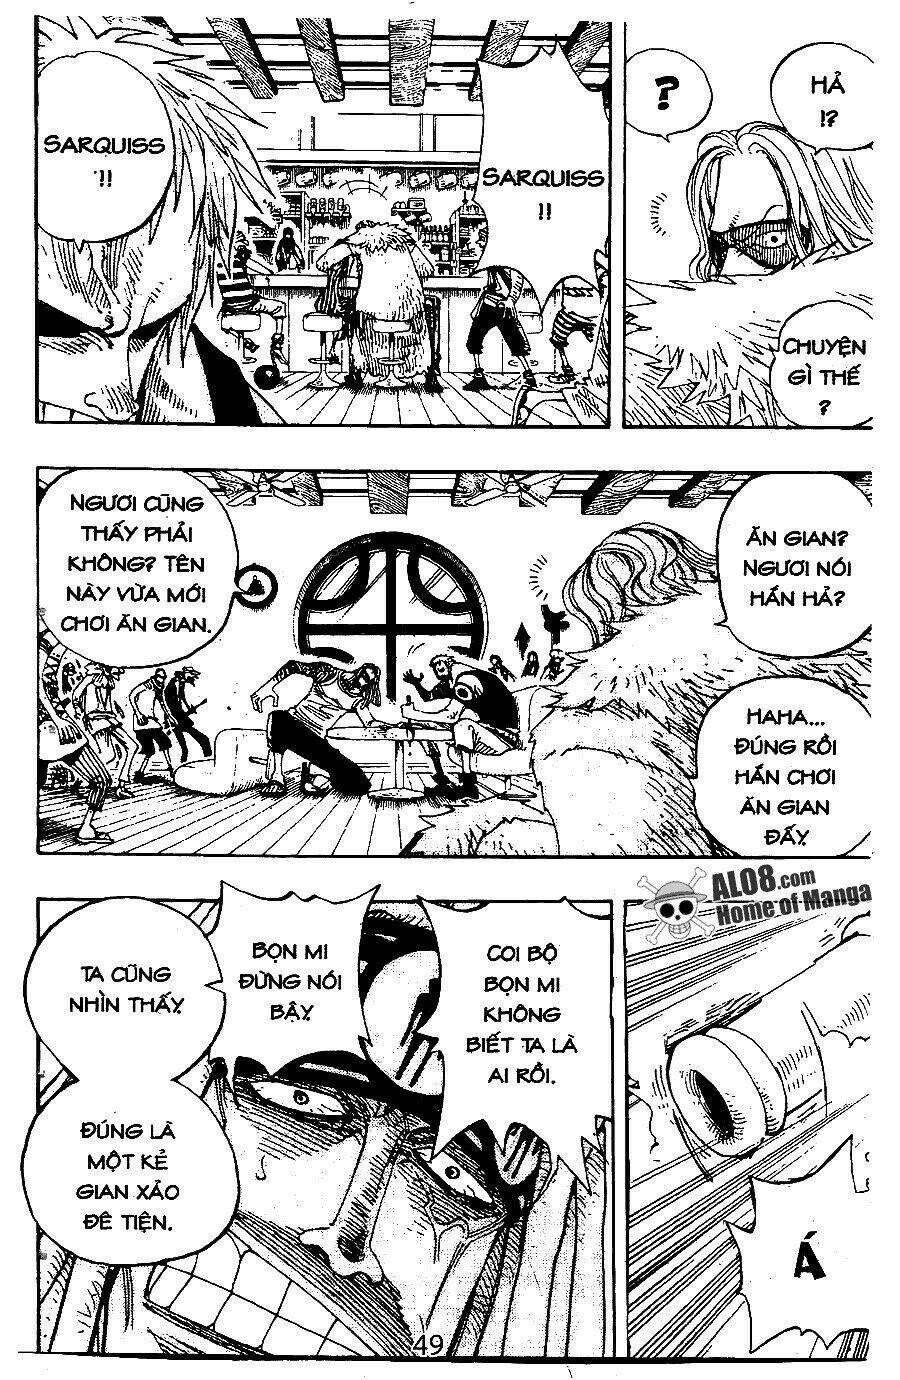 HẢ
!?
?
CHUYỆN
GÌ THẾ
?
SARQUISS
!!
SARQUISS
!!
ĂN GIAN?
NGƯƠI NÓI
HẮN HẢ?
HAHA...
ĐÚNG RỒI
HẮN CHƠI
ĂN GIAN
ĐẤY.
NGƯƠI CŨNG
THẤY PHẢI
KHÔNG? TÊN
NÀY VỪA MỚI
CHƠI ĂN GIAN.
AL08.com
Home of Manga
Á
COI BỘ
BỌN MI
KHÔNG
BIẾT TA LÀ
AI RỒI.
BỌN MI
ĐỪNG NÓI
BẬY.
TA CŨNG
NHÌN THẤY.
ĐÚNG LÀ
MỘT KẺ
GIAN XẢO
ĐÊ TIỆN.
49